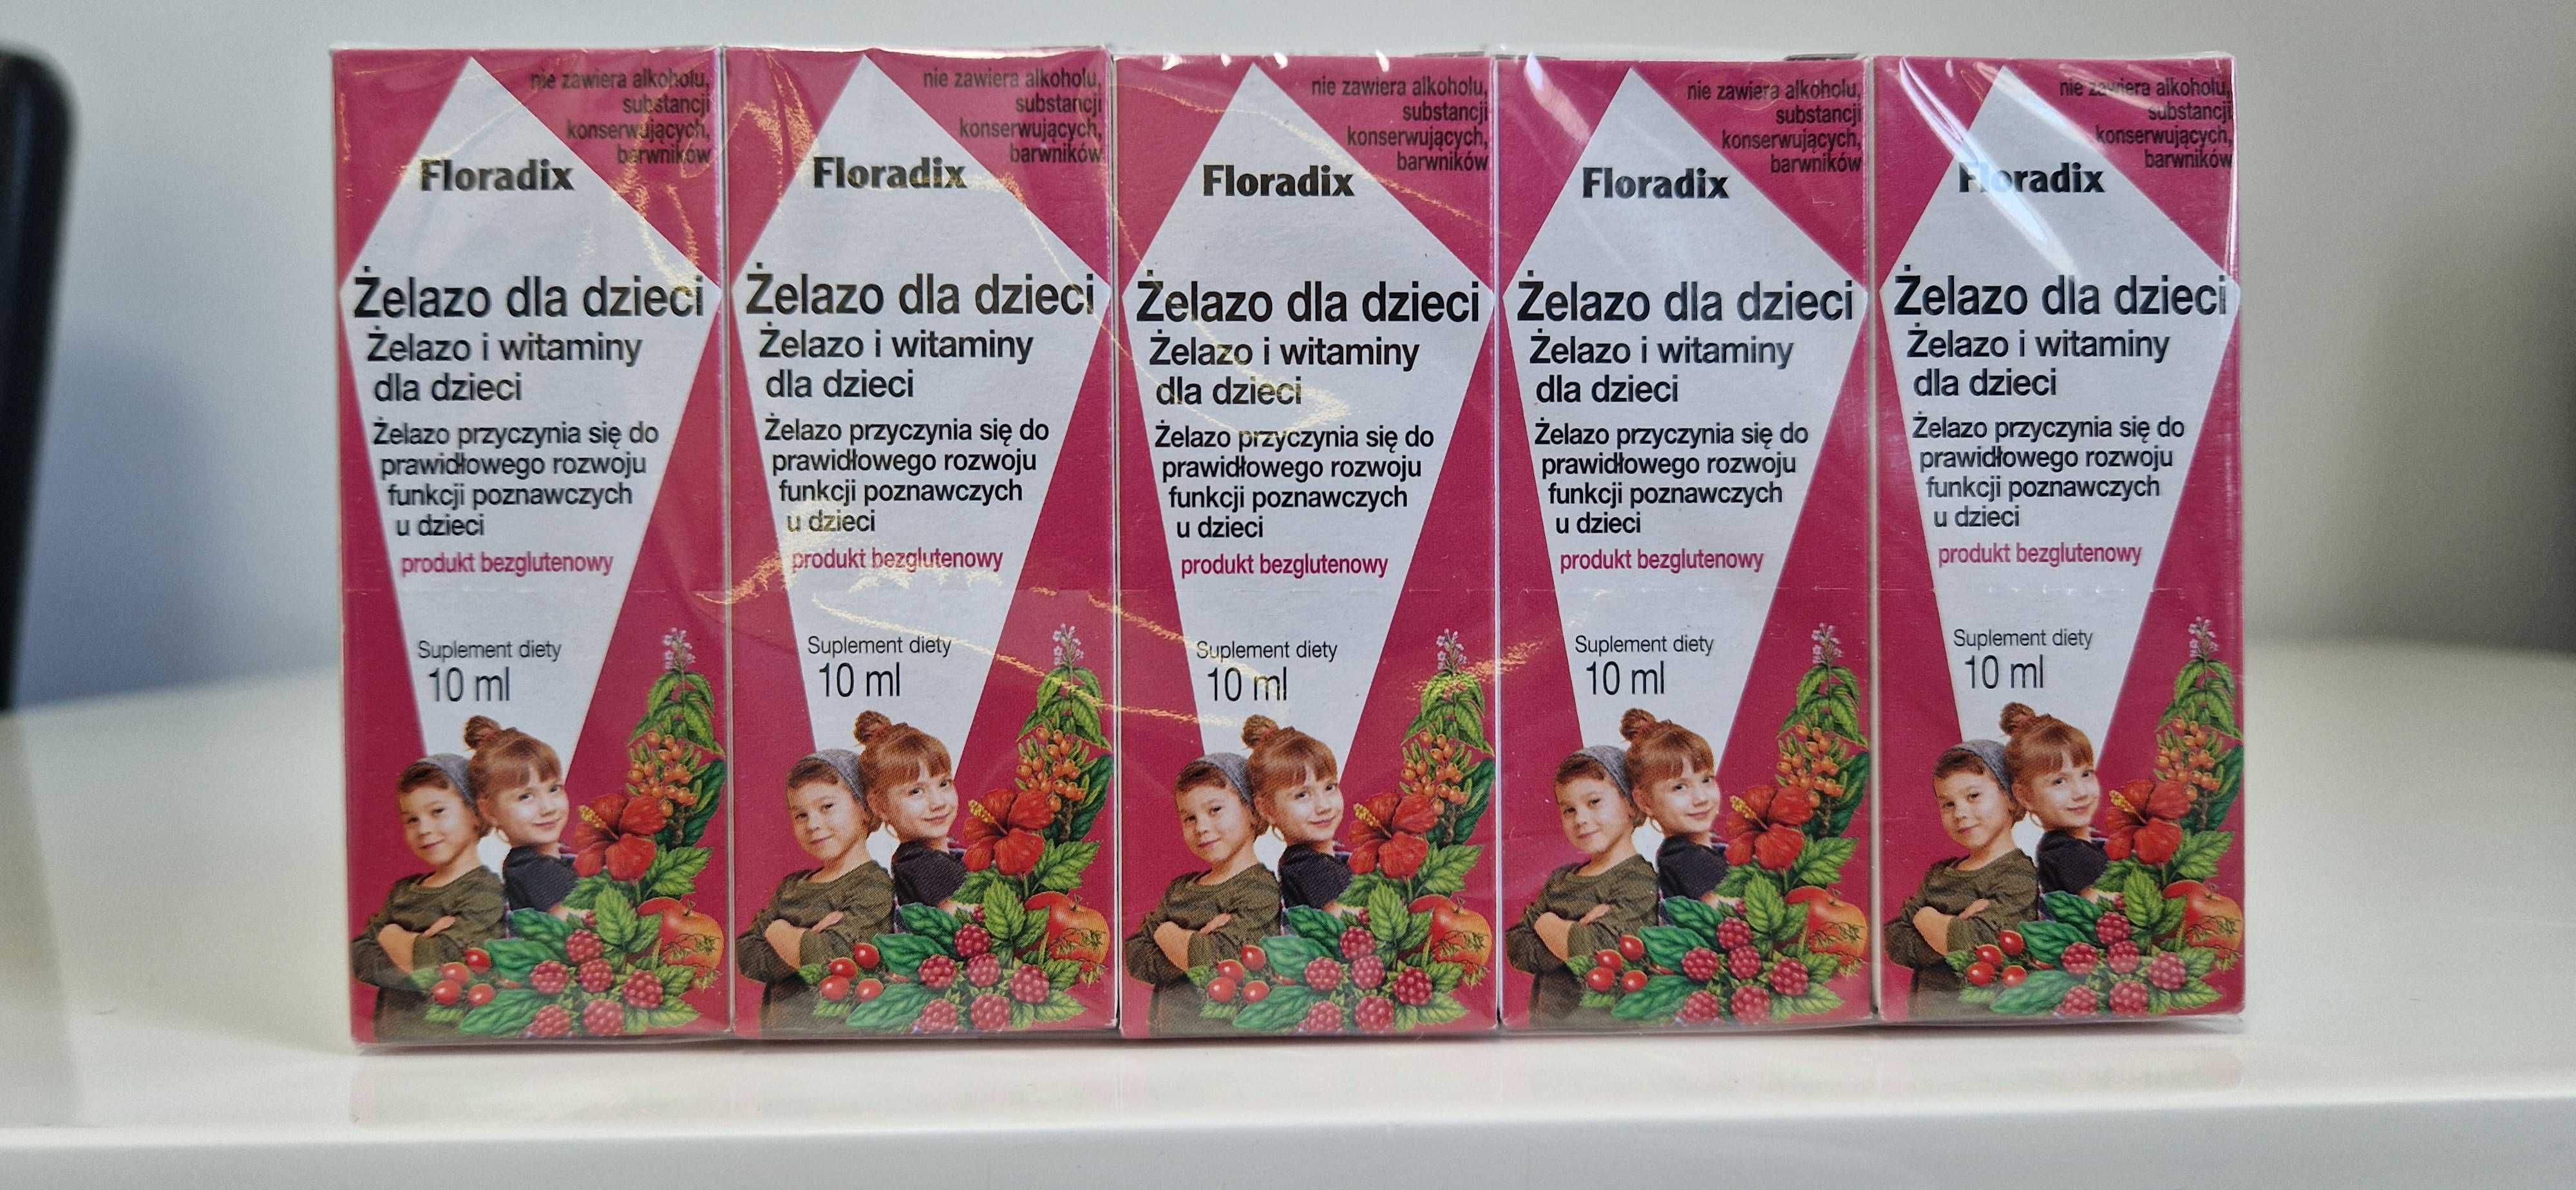 nie zawiera alkoholu,
substancji
konserwujących,
barwników
Floradix
Żelazo dla dzieci
Żelazo i witaminy
dla dzieci
Żelazo przyczynia się do
prawidłowego rozwoju
funkcji poznawczych
u dzieci
produkt bezglutenowy
Suplement diety
10 ml
nie zawiera alkoholu,
substancji
konserwujących,
barwników
Floradix
Żelazo dla dzieci
Żelazo i witaminy
dla dzieci
Żelazo przyczynia się do
prawidłowego rozwoju
funkcji poznawczych
u dzieci
produkt bezglutenowy
Suplement diety
10 ml
nie zawiera alkoholu,
substancji
konserwujących,
barwników
Floradix
Żelazo dla dzieci
Żelazo i witaminy
dla dzieci
Żelazo przyczynia się do
prawidłowego rozwoju
funkcji poznawczych
u dzieci
produkt bezglutenowy
Suplement diety
10 ml
nie zawiera alkoholu,
substancji
konserwujących,
barwników
Floradix
Żelazo dla dzieci
Żelazo i witaminy
dla dzieci
Żelazo przyczynia się do
prawidłowego rozwoju
funkcji poznawczych
u dzieci
produkt bezglutenowy
Suplement diety
10 ml
nie zawiera alkoholu,
substancji
konserwujących,
barwników
Floradix
Żelazo dla dzieci
Żelazo i witaminy
dla dzieci
Żelazo przyczynia się do
prawidłowego rozwoju
funkcji poznawczych
u dzieci
produkt bezglutenowy
Suplement diety
10 ml